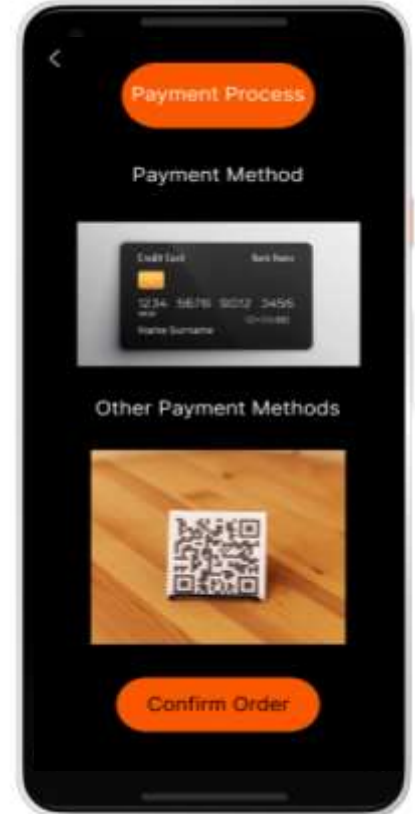 Payment Process
Payment Method
Credit Card
Bank Name
1234 5678 9012 3456
Name Surname
Other Payment Methods
Confirm Order